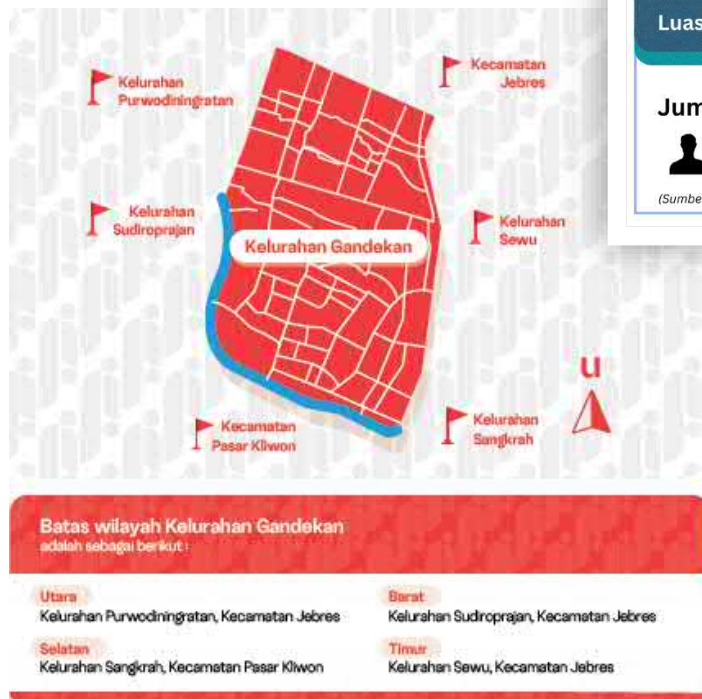 Luas
Jum
(Sumbe
Kelurahan
Purwodiningratan
Kecamatan
Jebres
Kelurahan
Sudiroprajan
Kelurahan Gandekan
Kelurahan
Sewu
u
Kecamatan
Pasar Kliwon
Kelurahan
Sangkrah
Batas wilayah Kelurahan Gandekan
adalah sebagai berikut :
Utara
Kelurahan Purwodiningratan, Kecamatan Jebres
Barat
Kelurahan Sudiroprajan, Kecamatan Jebres
Selatan
Kelurahan Sangkrah, Kecamatan Pasar Kliwon
Timur
Kelurahan Sewu, Kecamatan Jebres